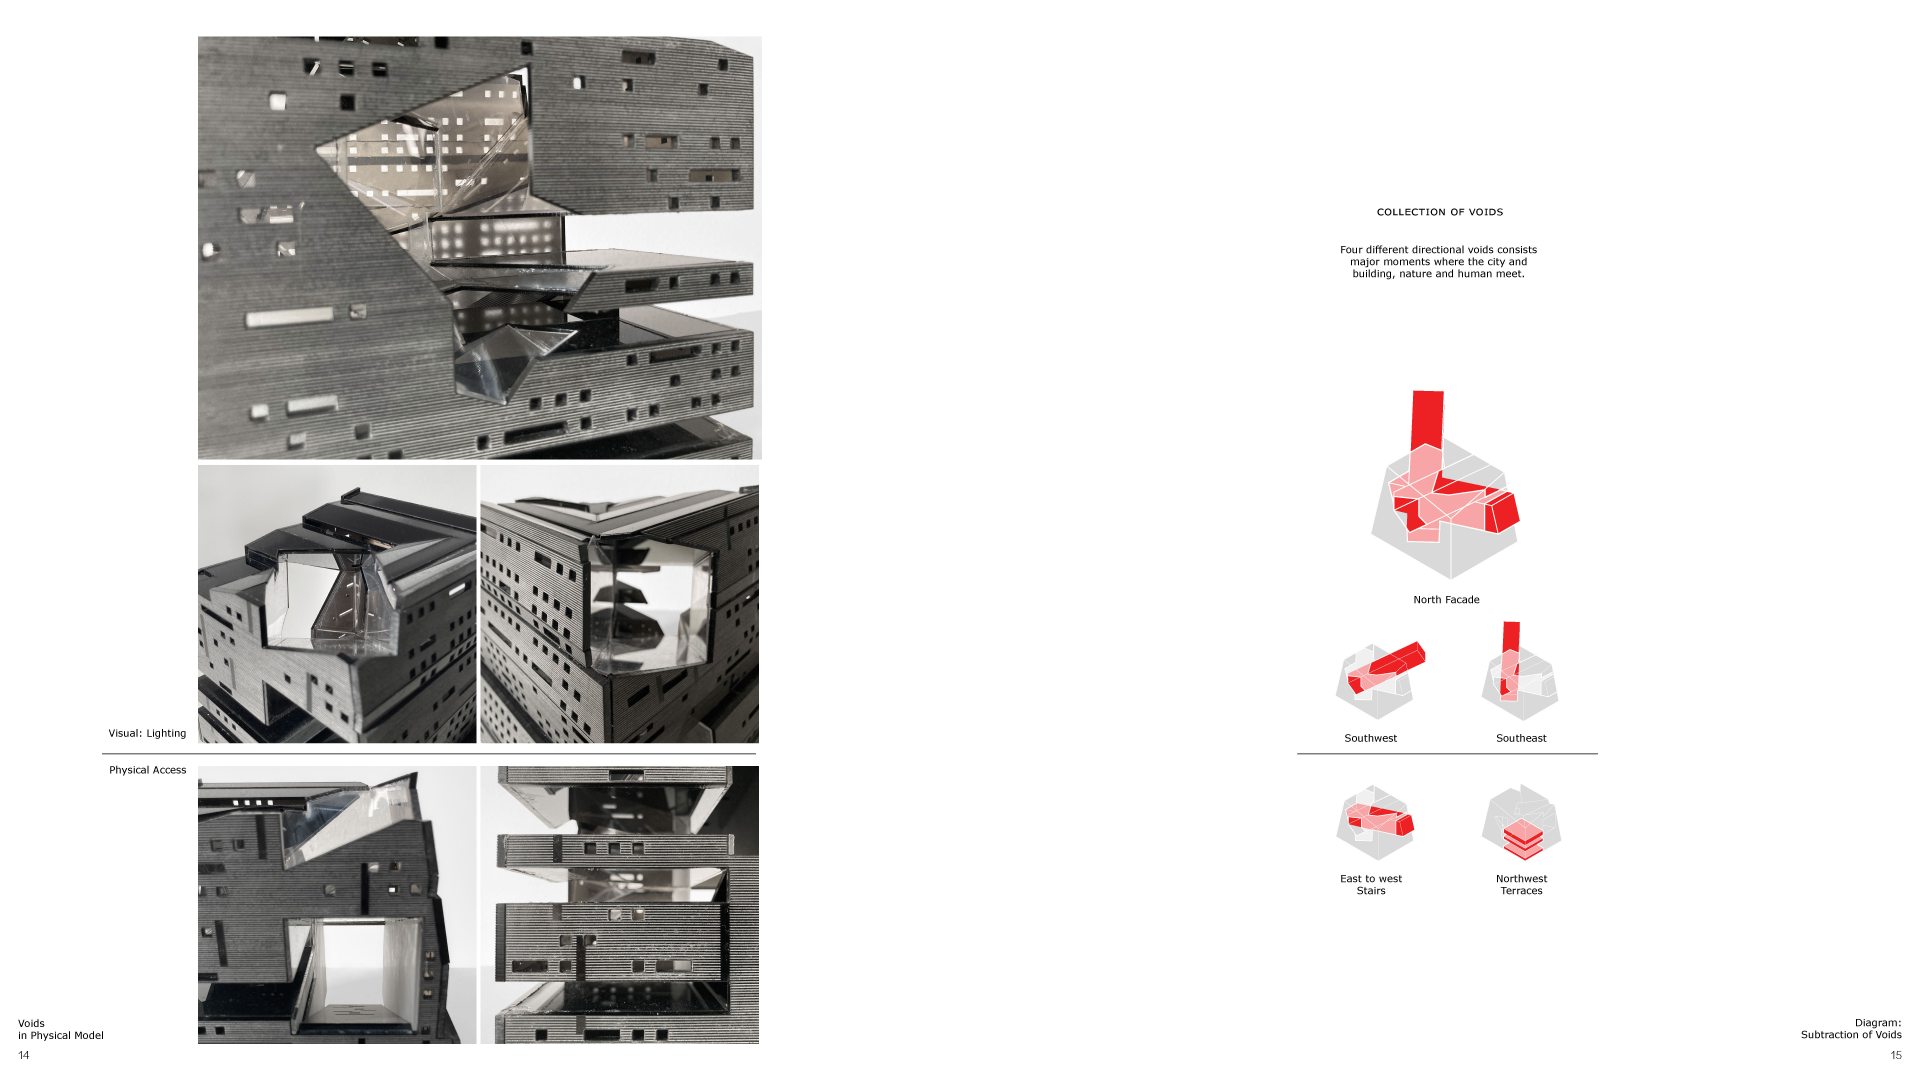 Visual: Lighting
Physical Access
Voids
in Physical Model
14
COLLECTION OF VOIDS
Four different directional voids consists
major moments where the city and
building, nature and human meet.
North Facade
Southwest
Southeast
East to west
Stairs
Northwest
Terraces
Diagram:
Subtraction of Voids
15